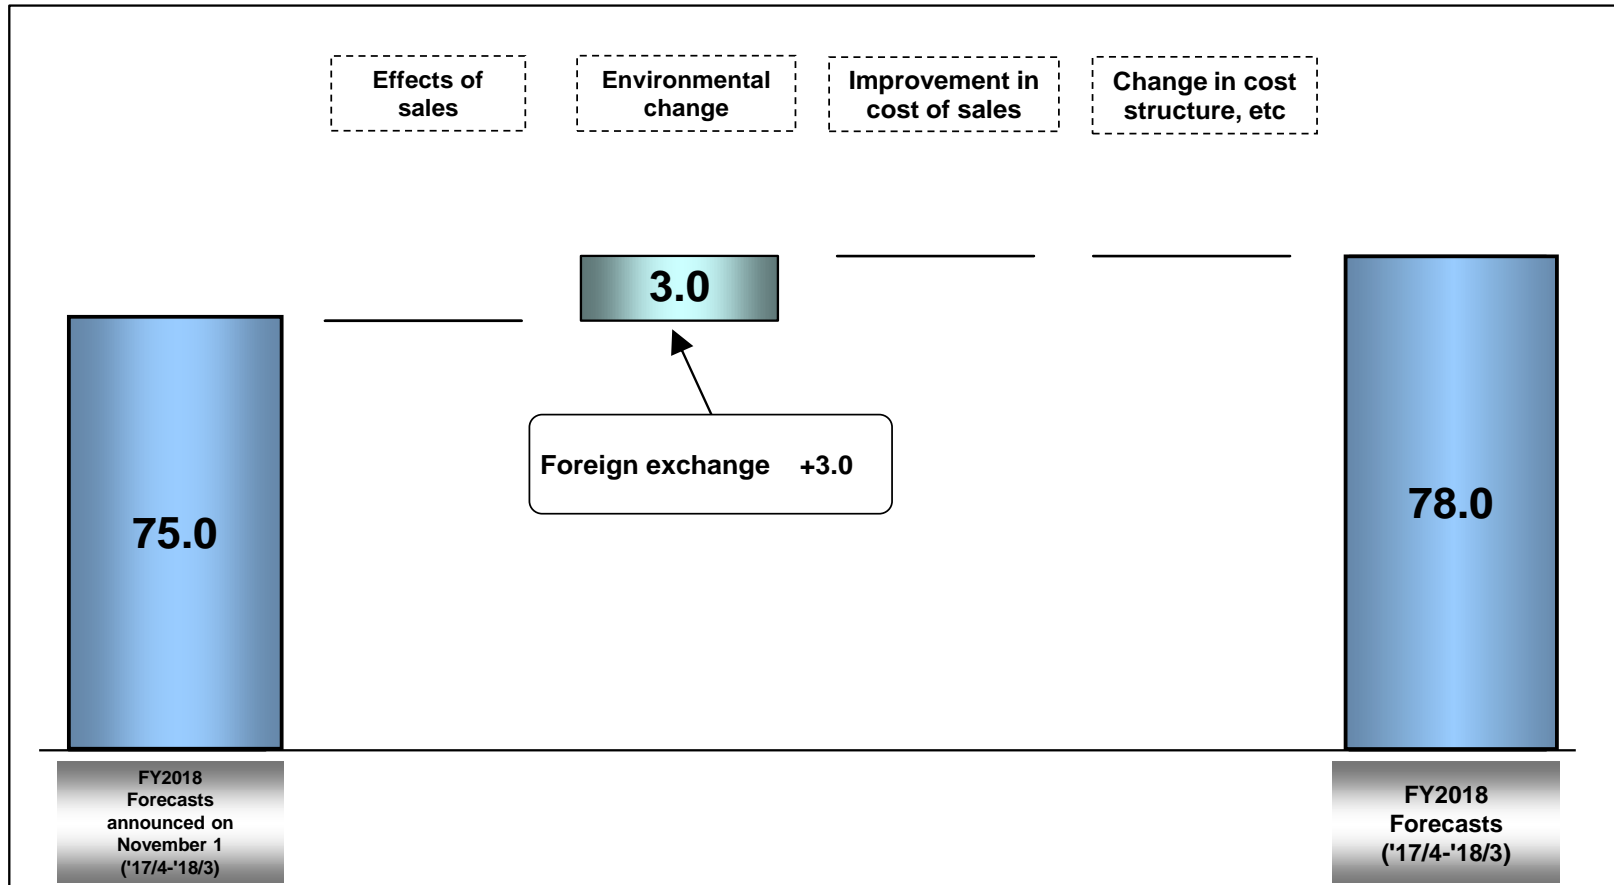 Effects of
sales
Environmental
change
Improvement in
cost of sales
Change in cost
structure, etc
3.0
Foreign exchange +3.0
75.0
78.0
FY2018
Forecasts
announced on
November 1
('17/4-'18/3)
FY2018
Forecasts
('17/4-'18/3)